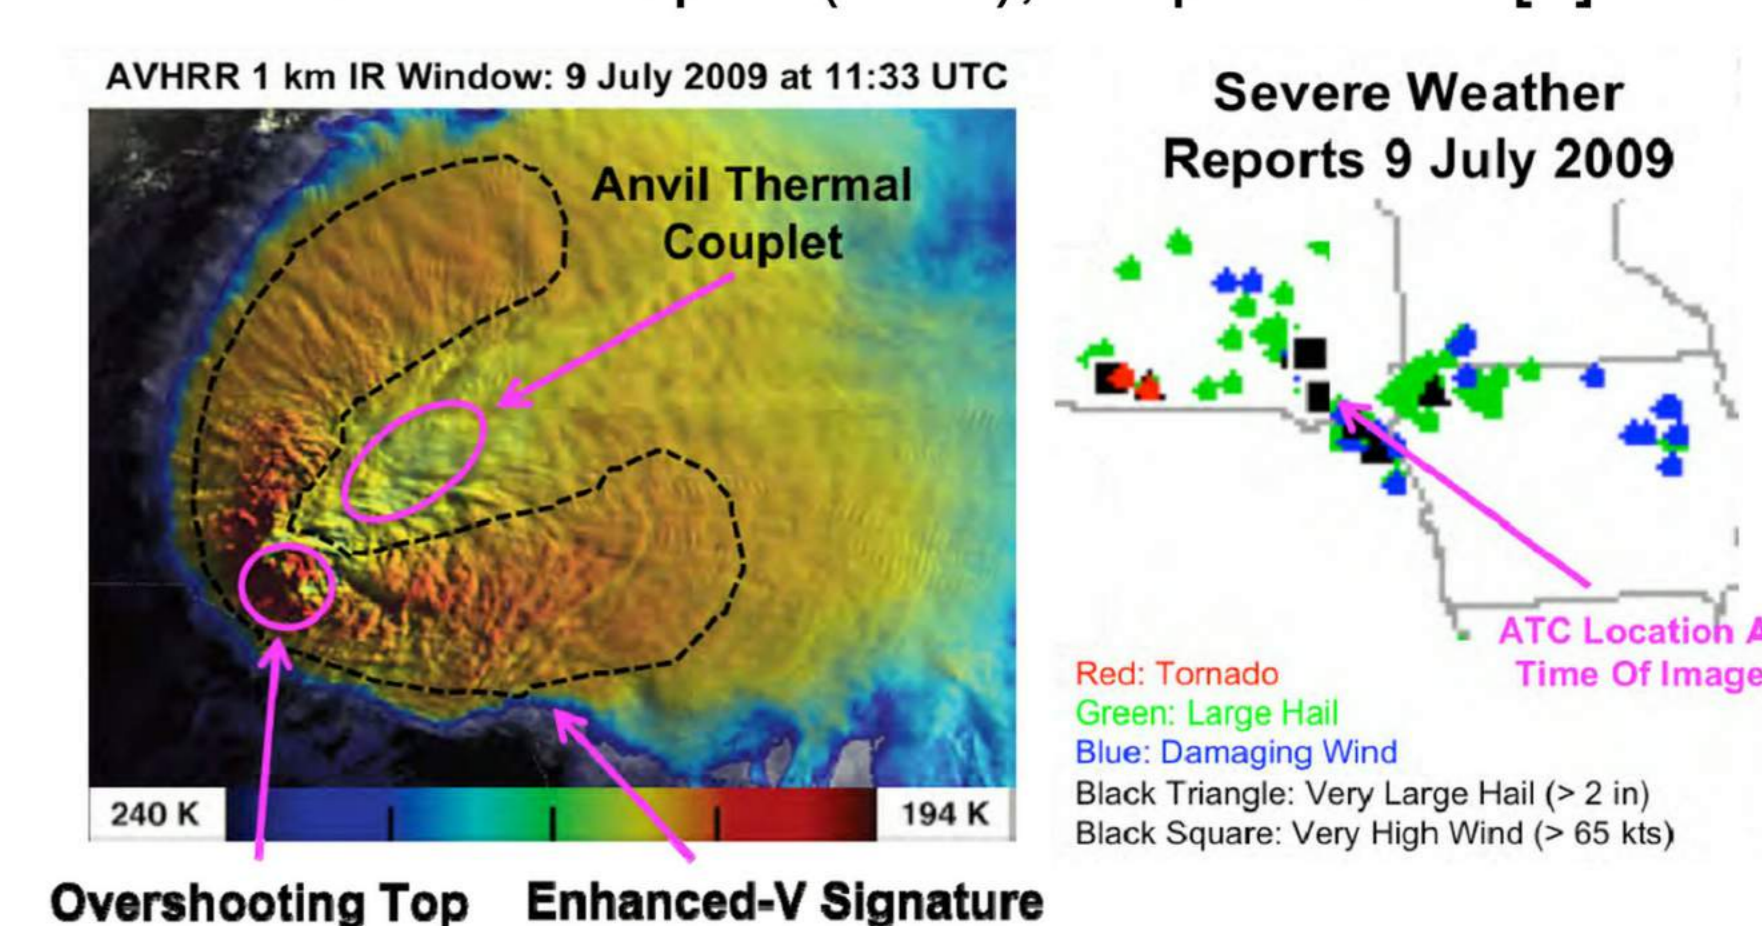 AVHRR 1 km IR Window: 9 July 2009 at 11:33 UTC
Anvil Thermal
Couplet
240 K
194 K
Overshooting Top
Enhanced-V Signature
Severe Weather
Reports 9 July 2009
ATC Location A
Time Of Image
Red: Tornado
Green: Large Hail
Blue: Damaging Wind
Black Triangle: Very Large Hail (> 2 in)
Black Square: Very High Wind (> 65 kts)